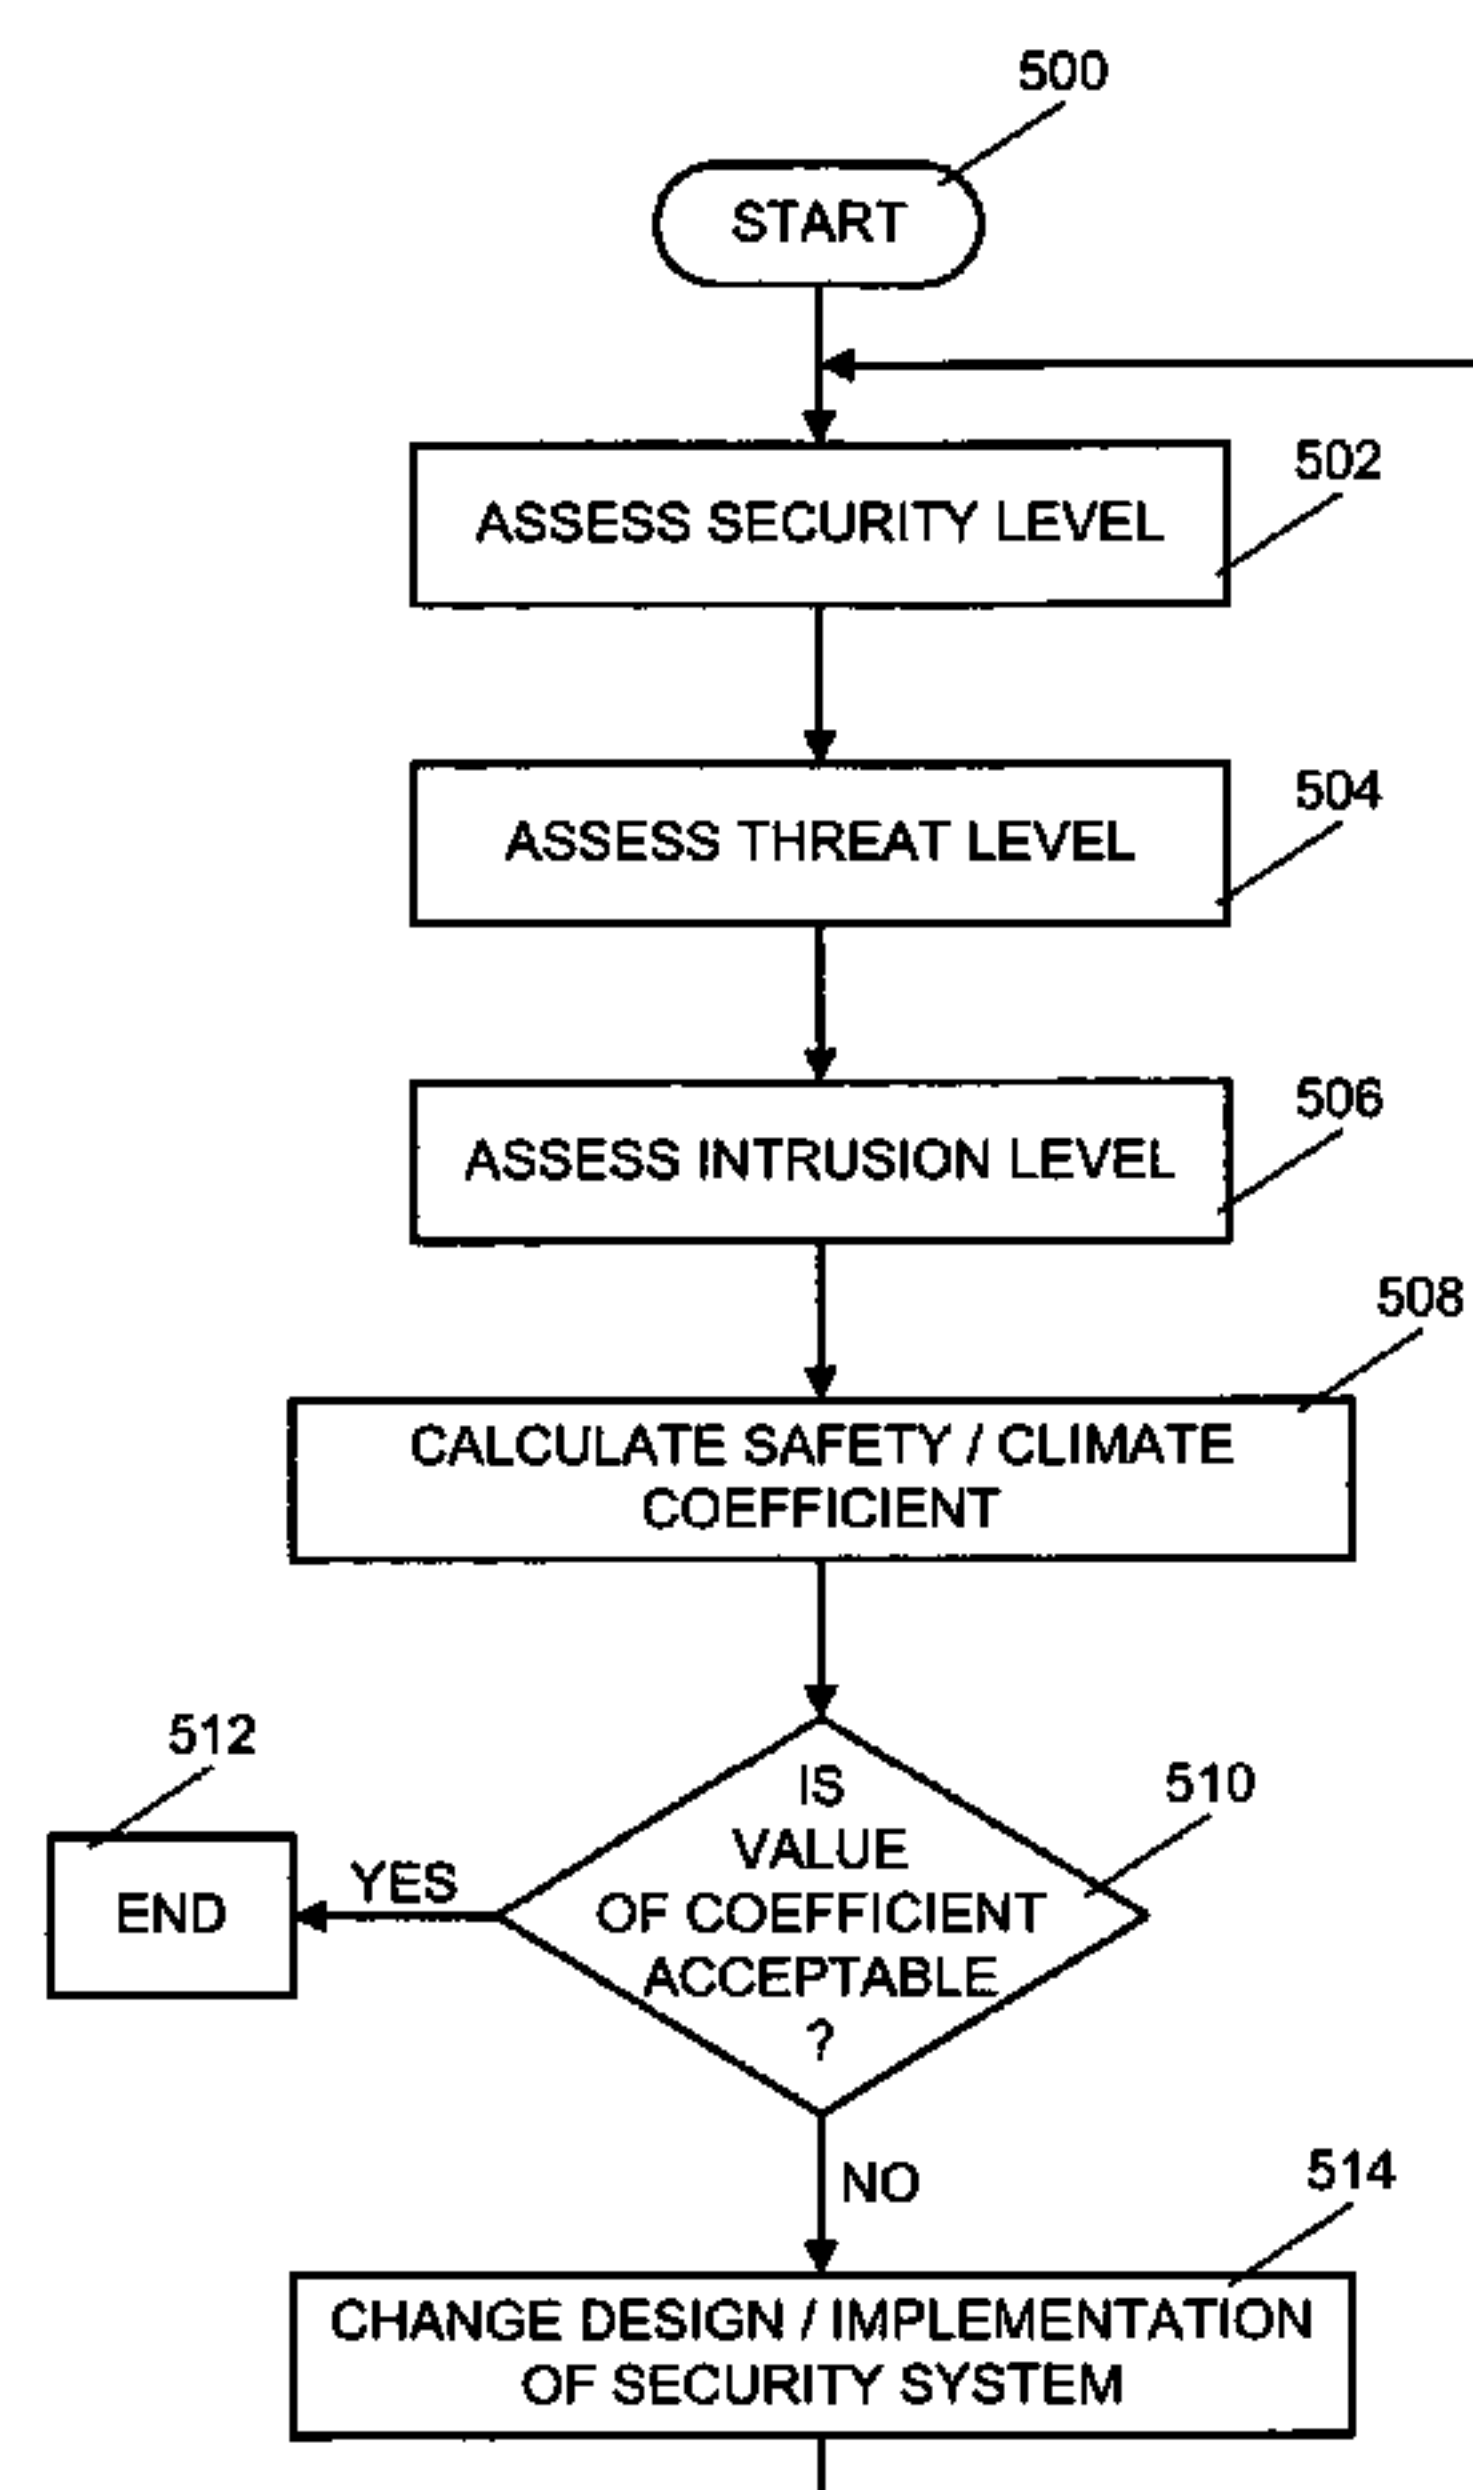 500
START
502
ASSESS SECURITY LEVEL
504
ASSESS THREAT LEVEL
506
ASSESS INTRUSION LEVEL
508
CALCULATE SAFETY / CLIMATE
COEFFICIENT
512
510
IS
VALUE
OF COEFFICIENT
ACCEPTABLE
?
YES
END
NO
514
CHANGE DESIGN / IMPLEMENTATION
OF SECURITY SYSTEM